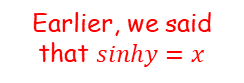 Earlier, we said
that sinhy = x